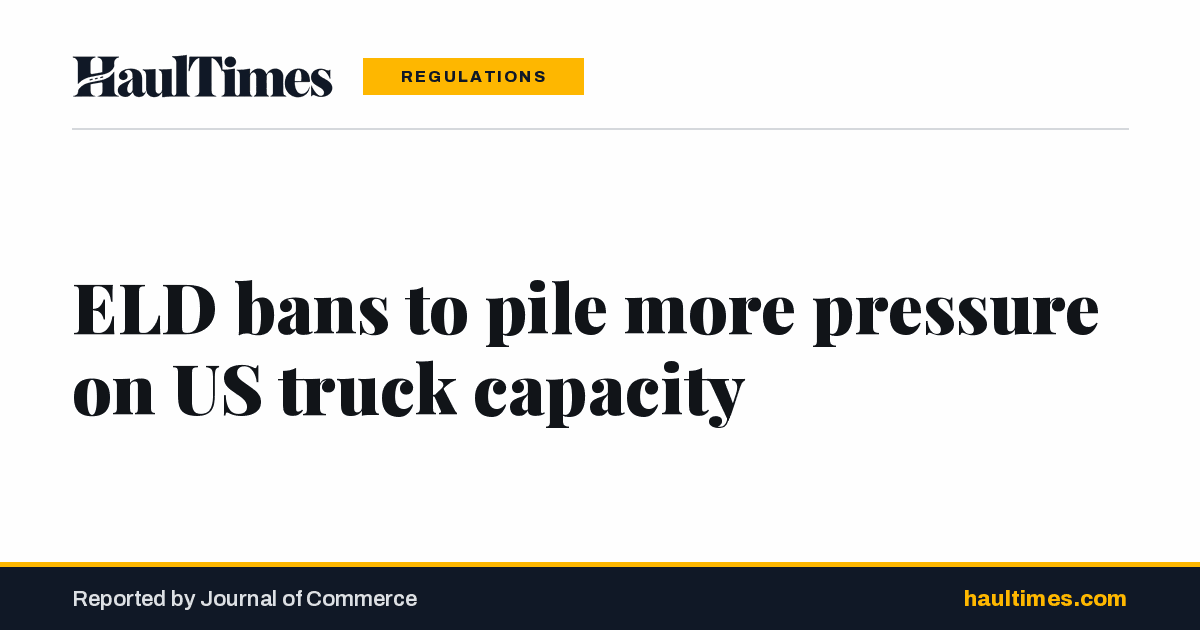 HaulTimes
REGULATIONS
ELD bans to pile more pressure
on US truck capacity
Reported by Journal of Commerce
haultimes.com